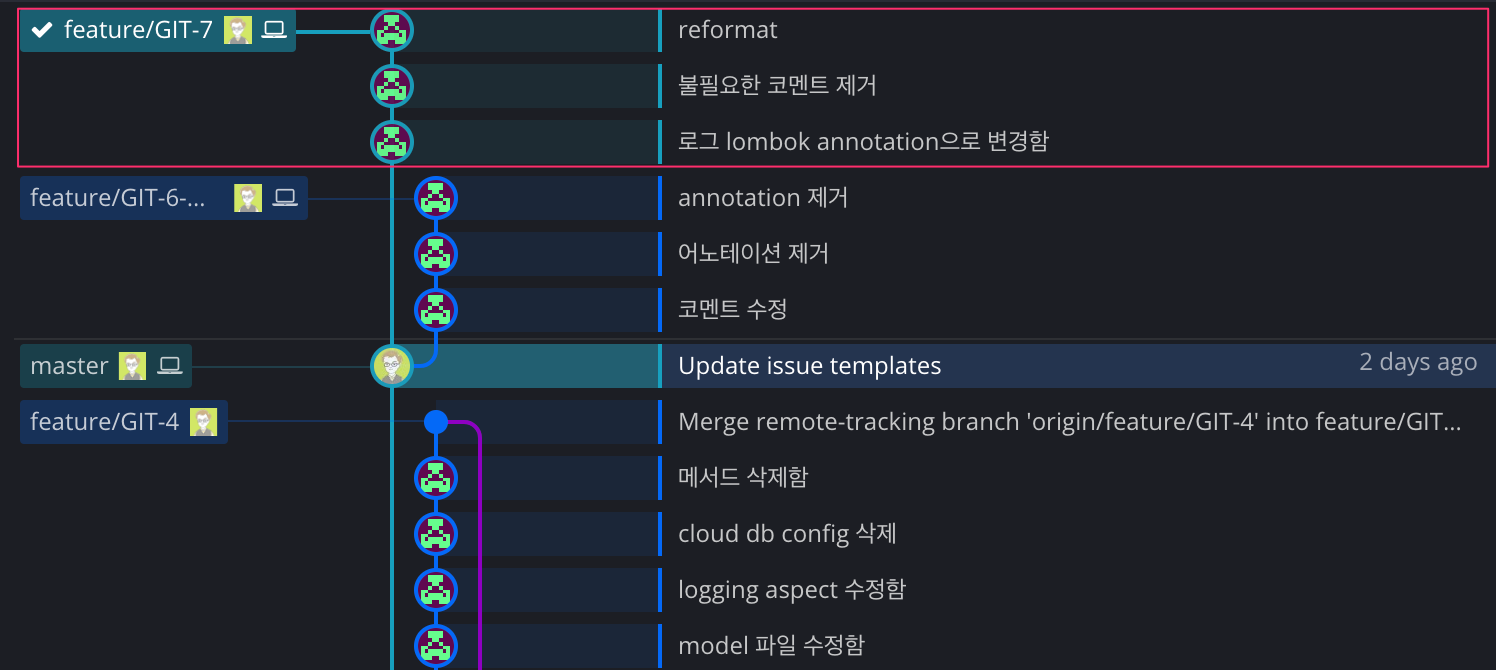 feature/GIT-7 reformat
불필요한 코멘트 제거
로그 lombok annotation으로 변경함
feature/GIT-6-... annotation 제거
어노테이션 제거
코멘트 수정
master Update issue templates 2 days ago
feature/GIT-4 Merge remote-tracking branch 'origin/feature/GIT-4' into feature/GIT...
메서드 삭제함
cloud db config 삭제
logging aspect 수정함
model 파일 수정함